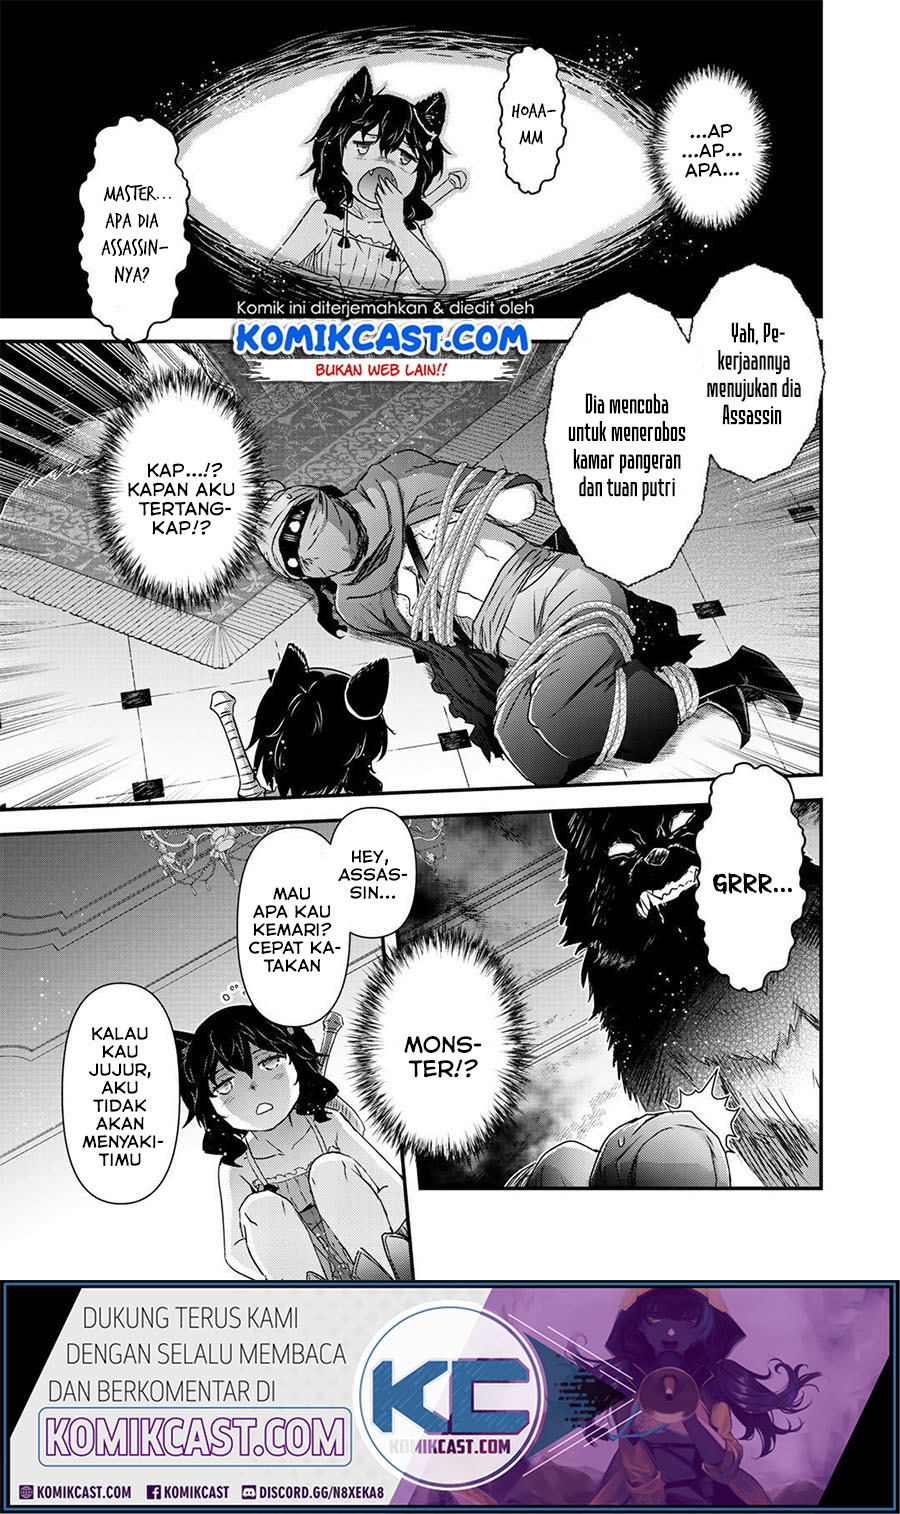 ...AP
...AP...
APA...
HOAA-
MM
MASTER...
APA DIA
ASSASSIN-
NYA?
Yah, Pe-
kerjaannya
menujukan dia
Assassin
Dia mencoba
untuk menerobos
kamar pangeran
dan tuan putri
Komik ini diterjemahkan & diedit oleh
KOMIKCAST.COM
BUKAN WEB LAIN!!
KAP...!?
KAPAN AKU
TERTANG-
KAP!?
GRRR...
MONS-
TER!?
HEY,
ASSAS-
SIN...
MAU
APA KAU
KEMARI?
CEPAT KA-
TAKAN
KALAU
KAU
JUJUR,
AKU
TIDAK
AKAN
MENYAKI-
TIMU
DUKUNG TERUS KAMI
DENGAN SELALU MEMBACA
DAN BERKOMENTAR DI
KOMIKCAST.COM
KOMIKCAST.COM
KOMIKCAST
DISCORD.GG/N8XEKA8
KC
KOMIKCAST.COM